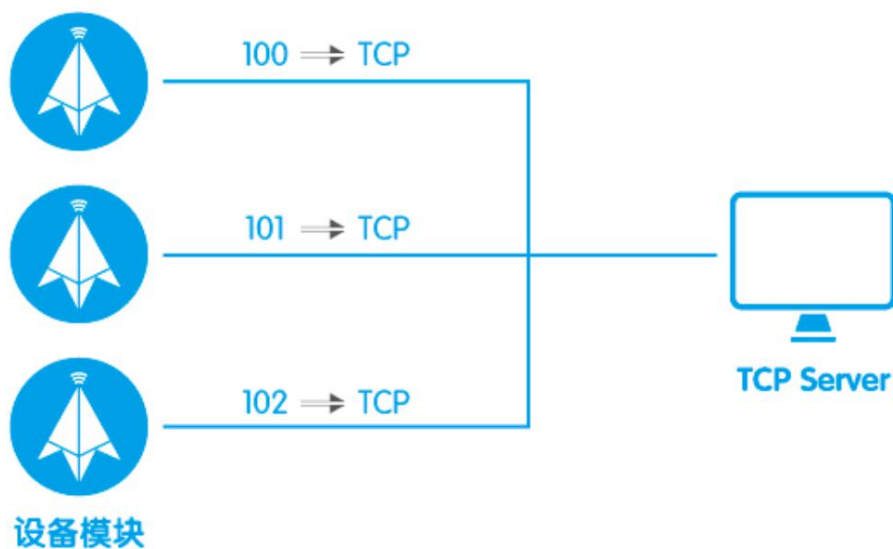 100 ⇒ TCP
101 ⇒ TCP
102 ⇒ TCP
TCP Server
设备模块